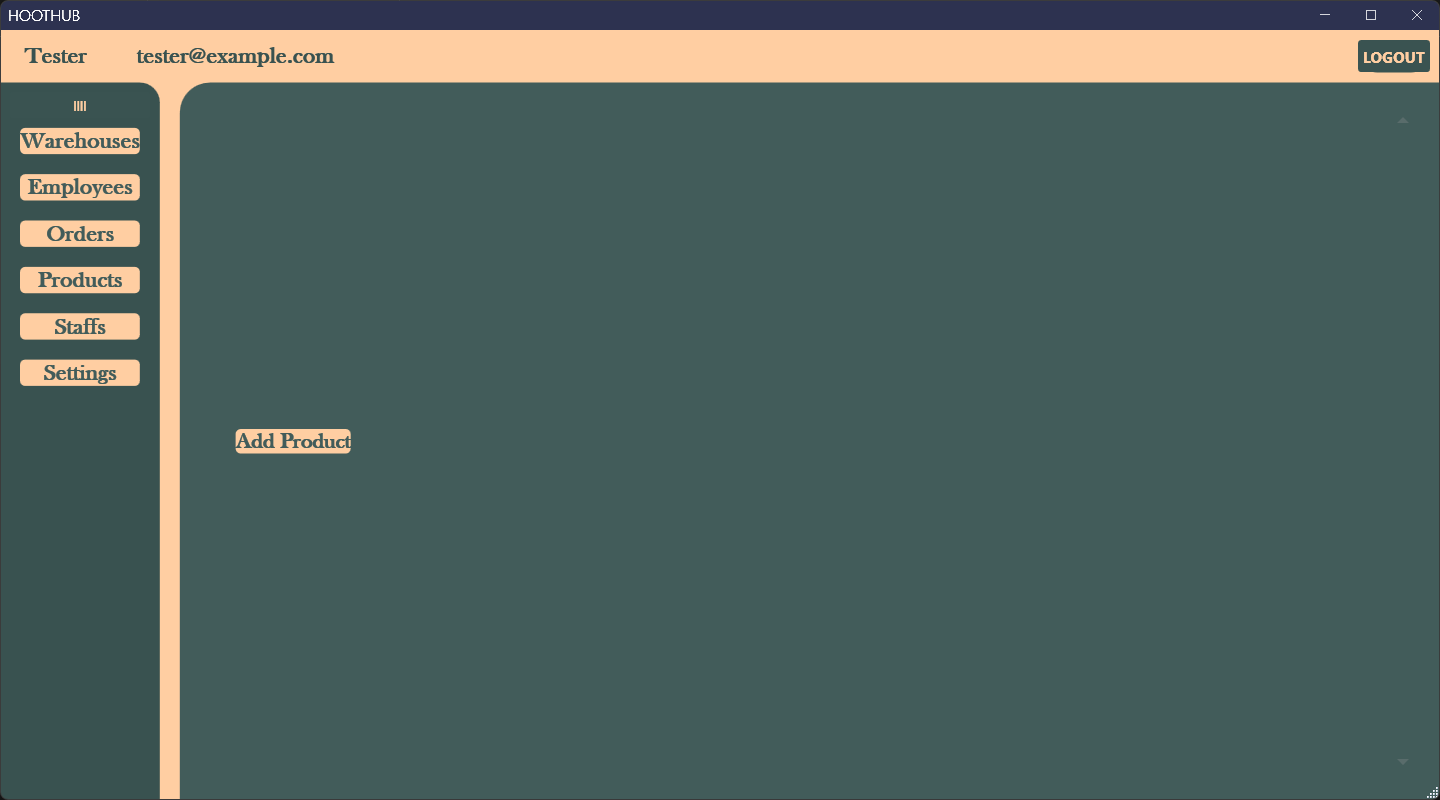 HOOTHUB
Tester tester@example.com LOGOUT
Warehouses
Employees
Orders
Products
Staffs
Settings
Add Product